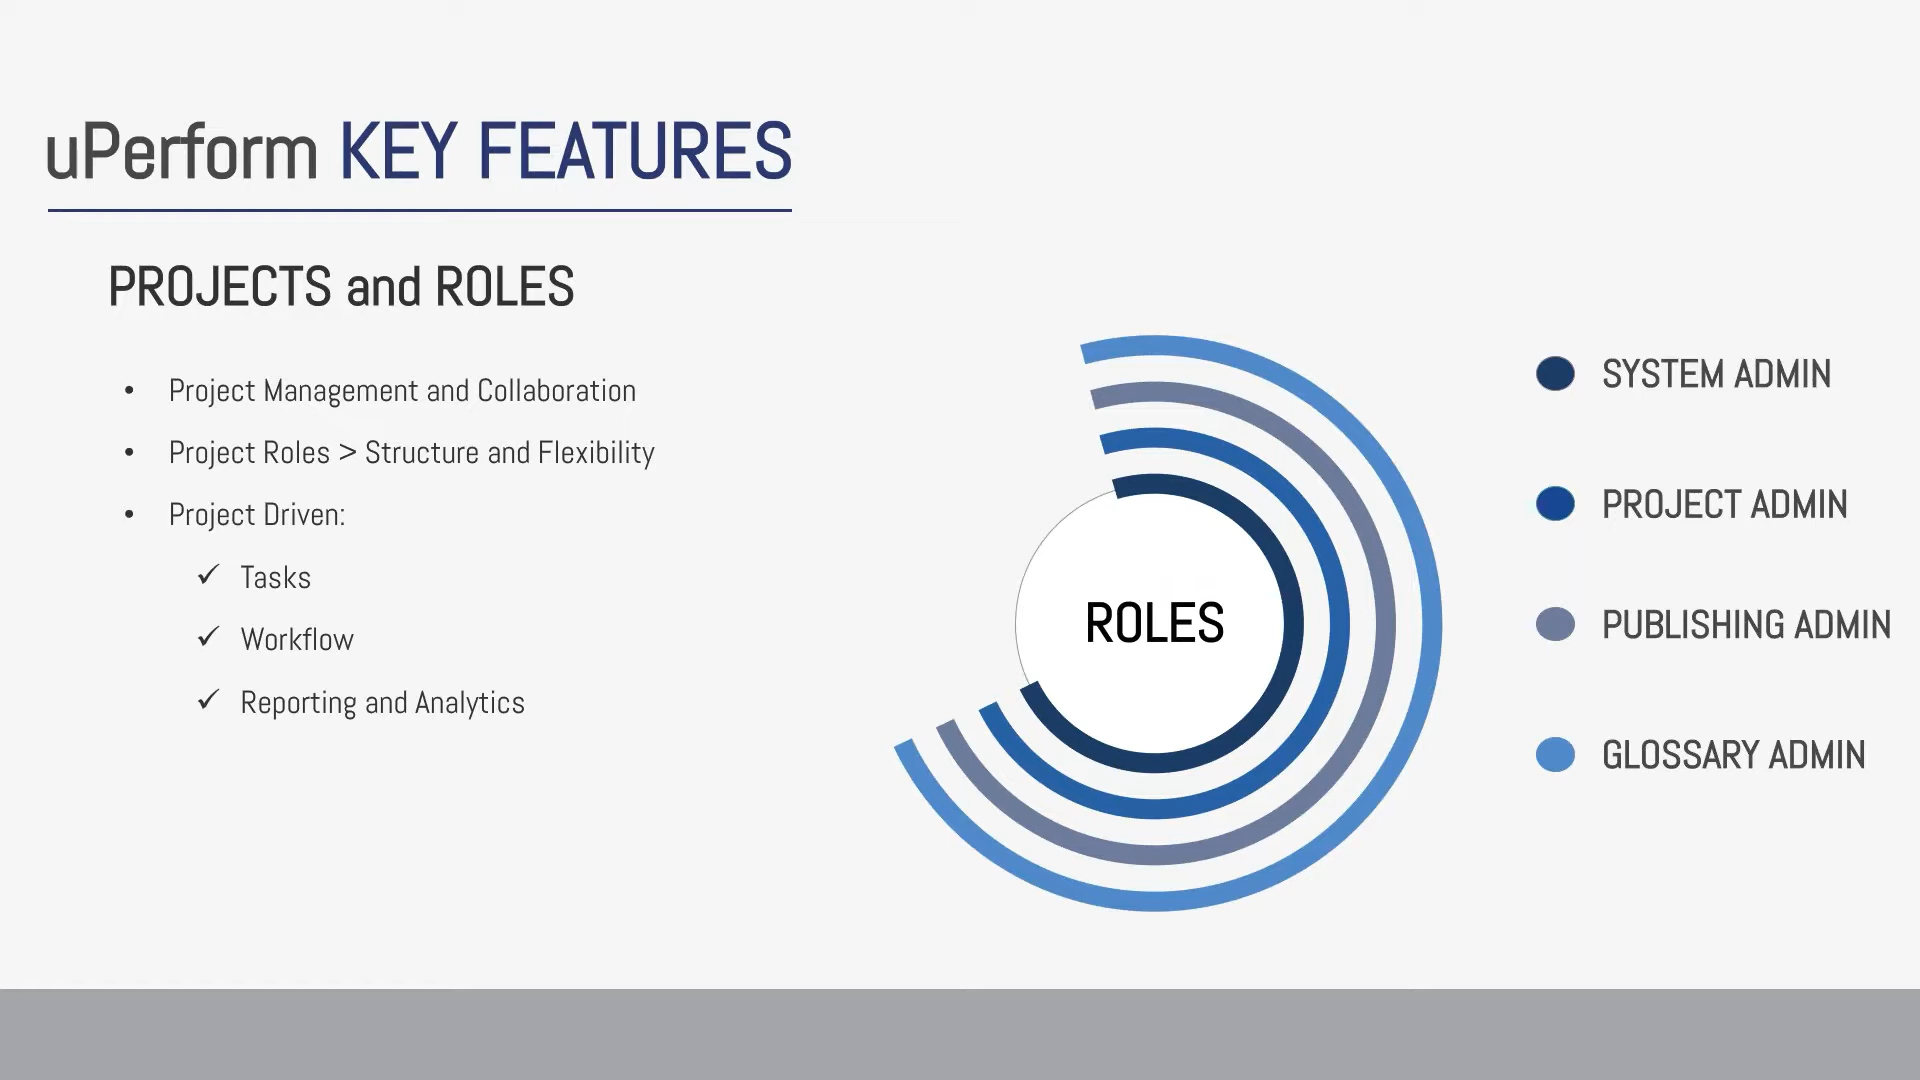 uPerform KEY FEATURES
PROJECTS and ROLES
• Project Management and Collaboration
• Project Roles > Structure and Flexibility
• Project Driven:
✓ Tasks
✓ Workflow
✓ Reporting and Analytics
ROLES
SYSTEM ADMIN
PROJECT ADMIN
PUBLISHING ADMIN
GLOSSARY ADMIN